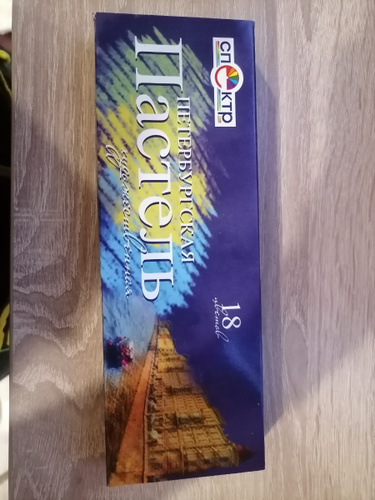 СПЕКТР
ПЕТЕРБУРГСКАЯ
Пастель
художественная
18
цветов